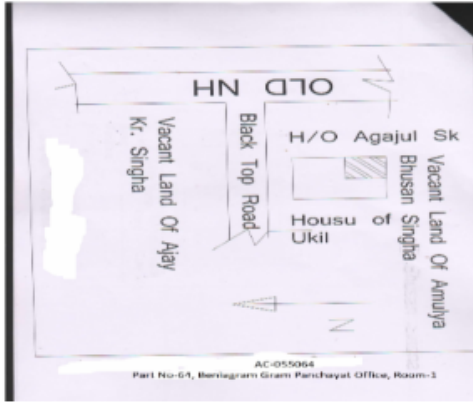 OLD NH
Black Top Road
Vacant Land Of Ajay
Kr. Singha
H/O Agajul Sk
Vacant Land Of Amulya
Bhusan Singha
Housu of
Ukil
N
AC-055064
Part No-64, Beniagram Gram Panchayat Office, Room-1